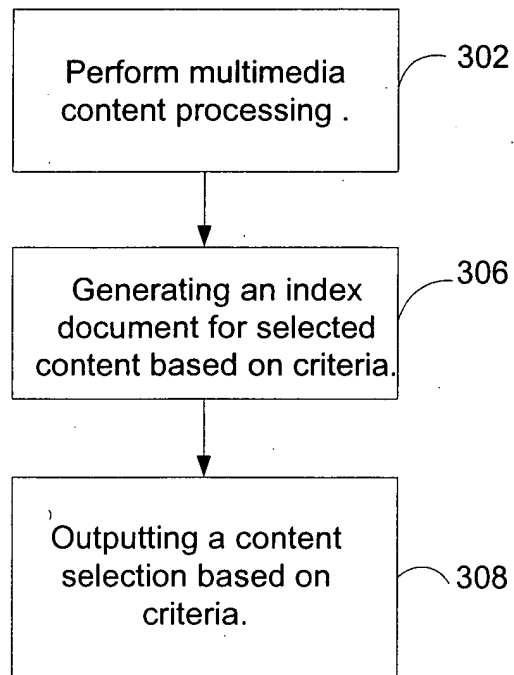 Perform multimedia
content processing .
302
Generating an index
document for selected
content based on criteria.
306
Outputting a content
selection based on
criteria.
308